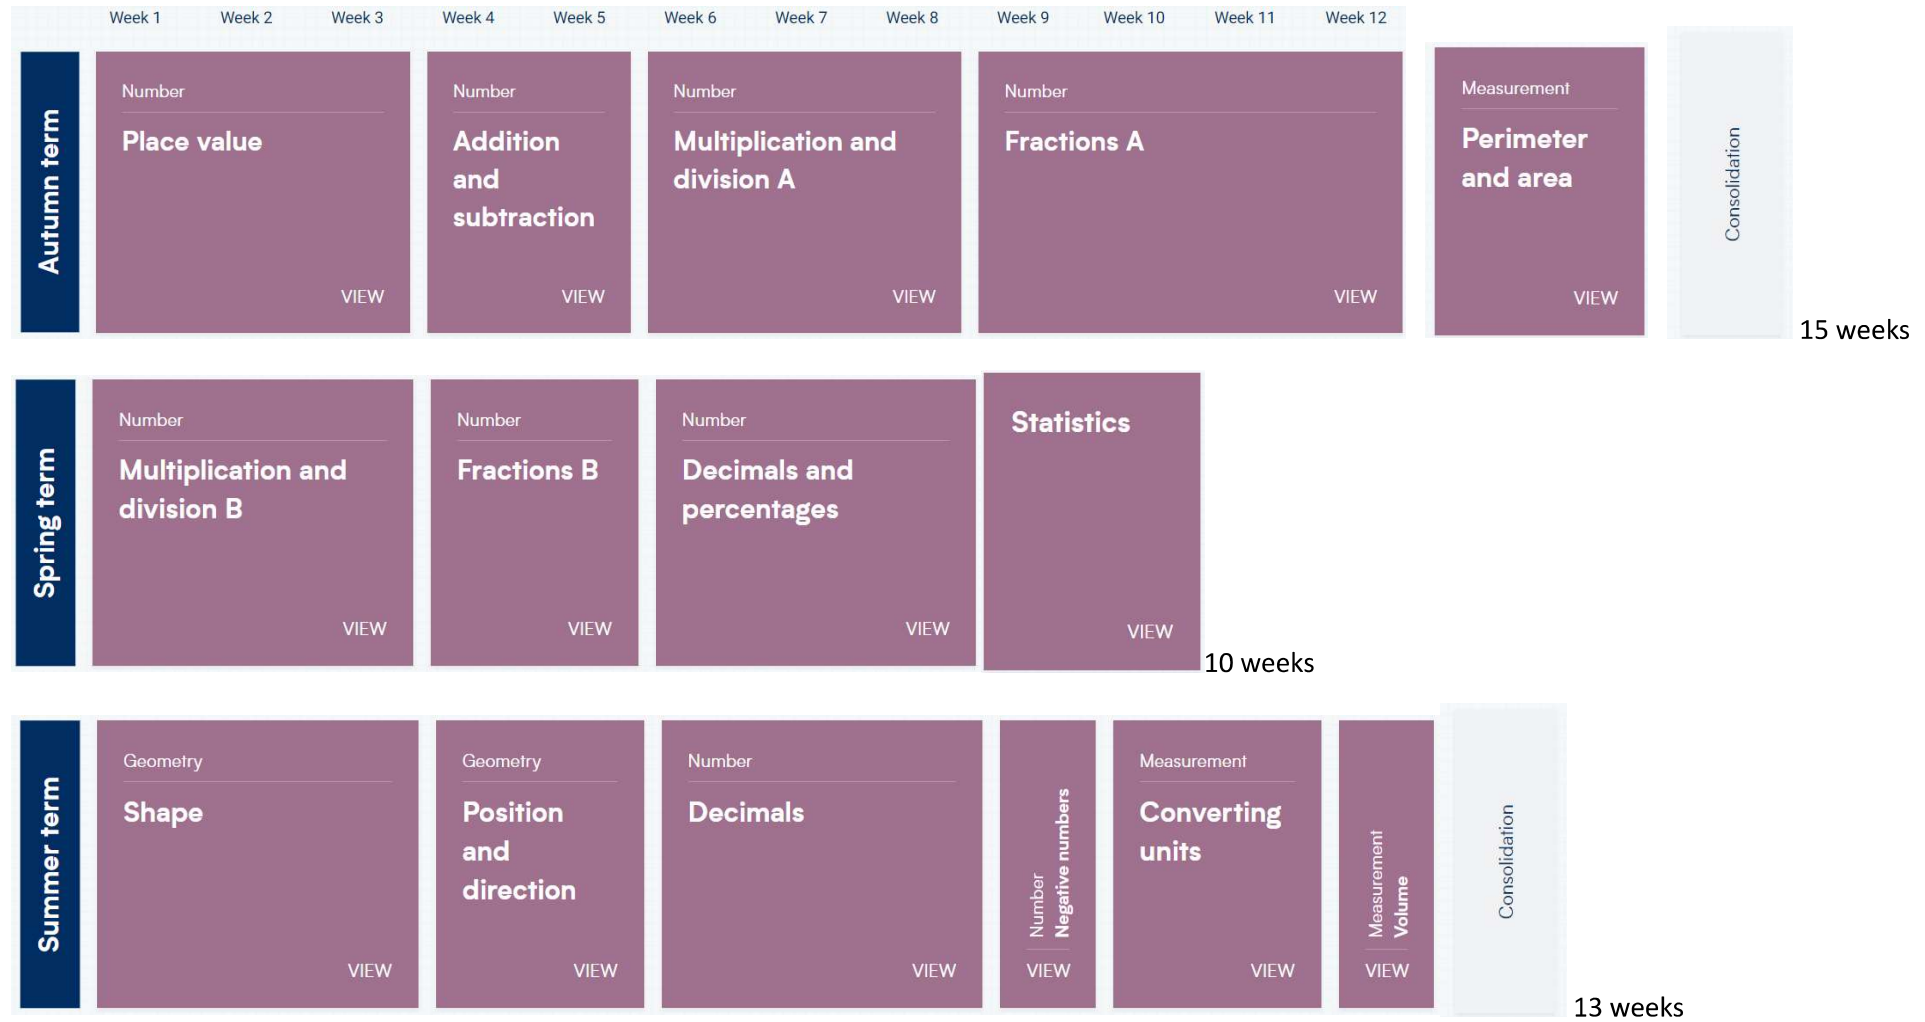 Week 1 Week 2 Week 3 Week 4 Week 5 Week 6 Week 7 Week 8 Week 9 Week 10 Week 11 Week 12
Autumn term
Number
Place value
VIEW
Number
Addition
and
subtraction
VIEW
Number
Multiplication and
division A
VIEW
Number
Fractions A
VIEW
Measurement
Perimeter
and area
VIEW
Consolidation
15 weeks
Spring term
Number
Multiplication and
division B
VIEW
Number
Fractions B
VIEW
Number
Decimals and
percentages
VIEW
Statistics
VIEW
10 weeks
Summer term
Geometry
Shape
VIEW
Geometry
Position
and
direction
VIEW
Number
Decimals
VIEW
Number
Negative numbers
VIEW
Measurement
Converting
units
VIEW
Measurement
Volume
VIEW
Consolidation
13 weeks